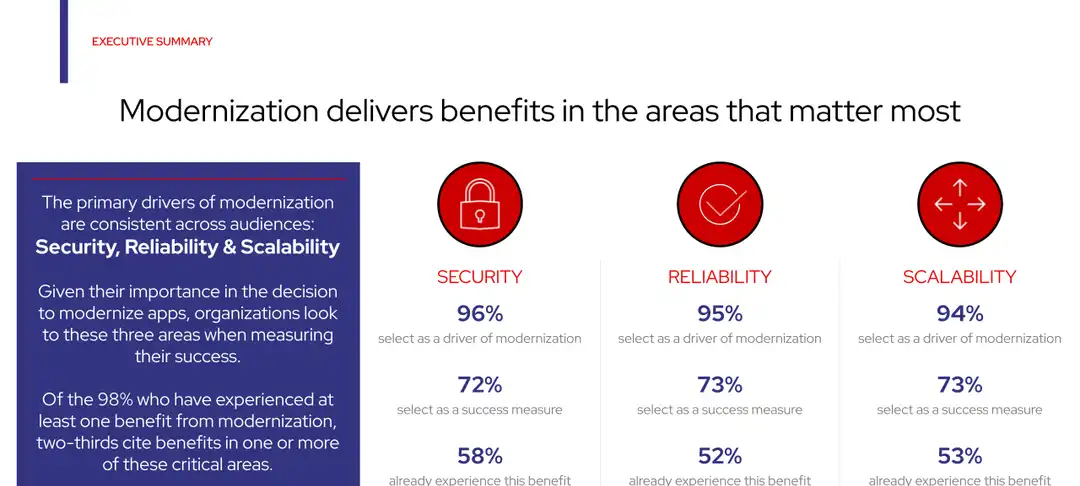 EXECUTIVE SUMMARY
Modernization delivers benefits in the areas that matter most
The primary drivers of modernization
are consistent across audiences:
Security, Reliability & Scalability
Given their importance in the decision
to modernize apps, organizations look
to these three areas when measuring
their success.
Of the 98% who have experienced at
least one benefit from modernization,
two-thirds cite benefits in one or more
of these critical areas.
SECURITY
96%
select as a driver of modernization
72%
select as a success measure
58%
already experience this benefit
RELIABILITY
95%
select as a driver of modernization
73%
select as a success measure
52%
already experience this benefit
SCALABILITY
94%
select as a driver of modernization
73%
select as a success measure
53%
already experience this benefit